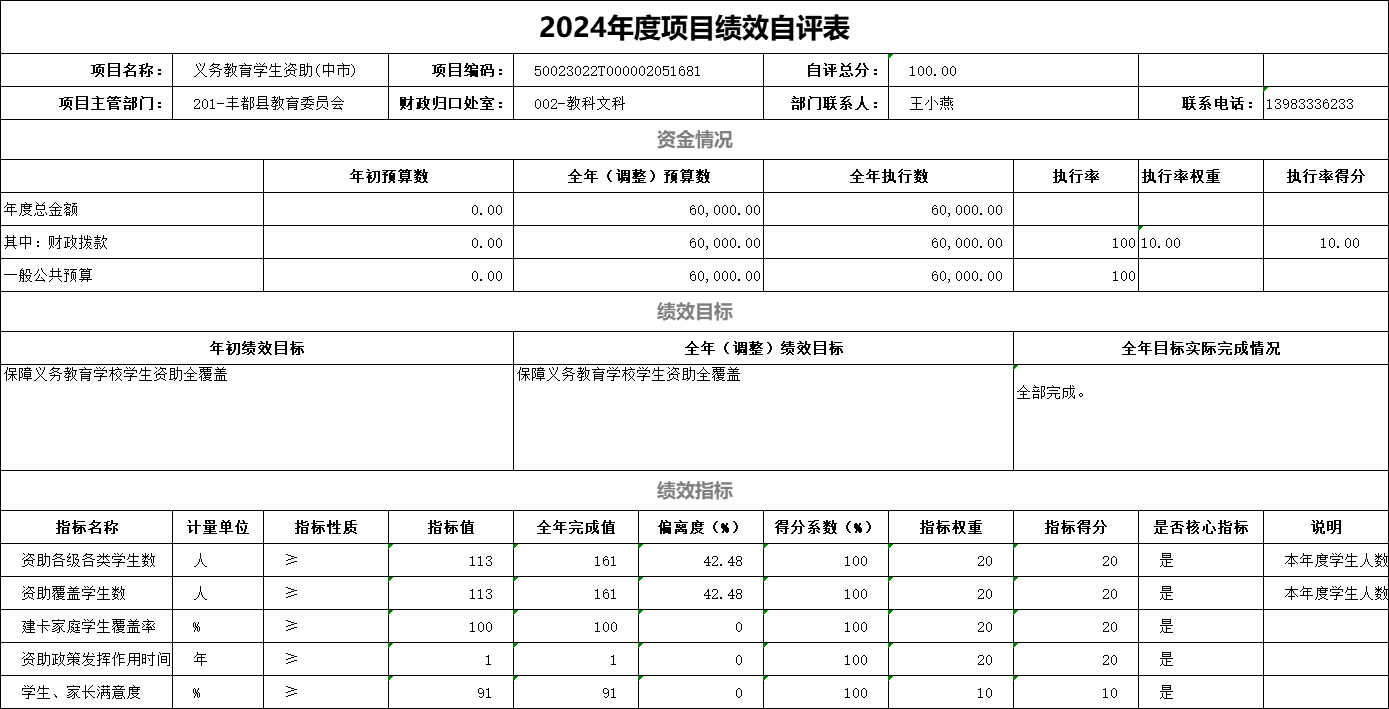 2024年度项目绩效自评表
项目名称： 义务教育学生资助(中市) 项目编码： 50023022T000002051681 自评总分： 100.00
项目主管部门： 201-丰都县教育委员会 财政归口处室： 002-教科文科 部门联系人： 王小燕 联系电话： 13983336233
资金情况
年初预算数 全年（调整）预算数 全年执行数 执行率 执行率权重 执行率得分
年度总金额 0.00 60,000.00 60,000.00
其中：财政拨款 0.00 60,000.00 60,000.00 100 10.00 10.00
一般公共预算 0.00 60,000.00 60,000.00 100
绩效目标
年初绩效目标 全年（调整）绩效目标 全年目标实际完成情况
保障义务教育学校学生资助全覆盖 保障义务教育学校学生资助全覆盖 全部完成。
绩效指标
指标名称 计量单位 指标性质 指标值 全年完成值 偏离度（%） 得分系数（%） 指标权重 指标得分 是否核心指标 说明
资助各级各类学生数 人 ≥ 113 161 42.48 100 20 20 是 本年度学生人数
资助覆盖学生数 人 ≥ 113 161 42.48 100 20 20 是 本年度学生人数
建卡家庭学生覆盖率 % ≥ 100 100 0 100 20 20 是
资助政策发挥作用时间 年 ≥ 1 1 0 100 20 20 是
学生、家长满意度 % ≥ 91 91 0 100 10 10 是